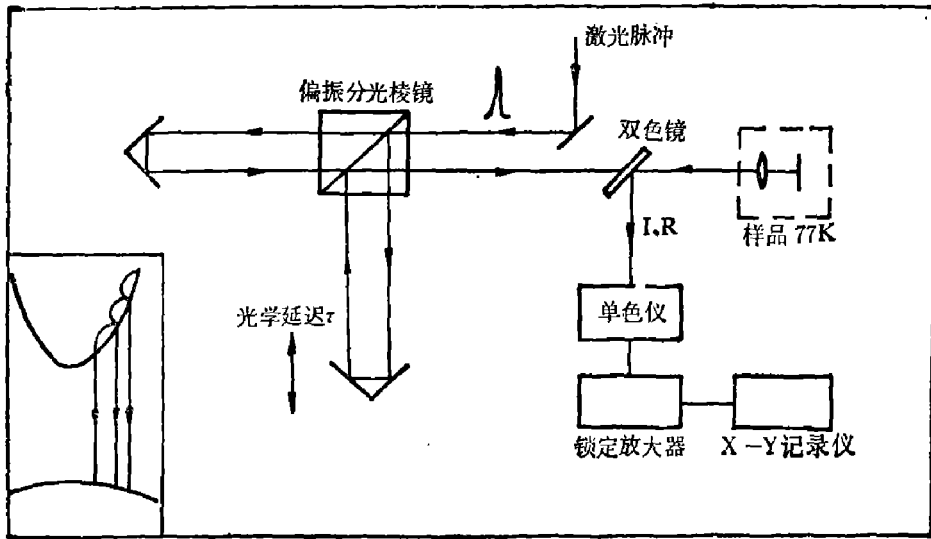 激光脉冲
偏振分光棱镜
双色镜
I.R
样品 77K
光学延迟τ
单色仪
锁定放大器
X-Y记录仪